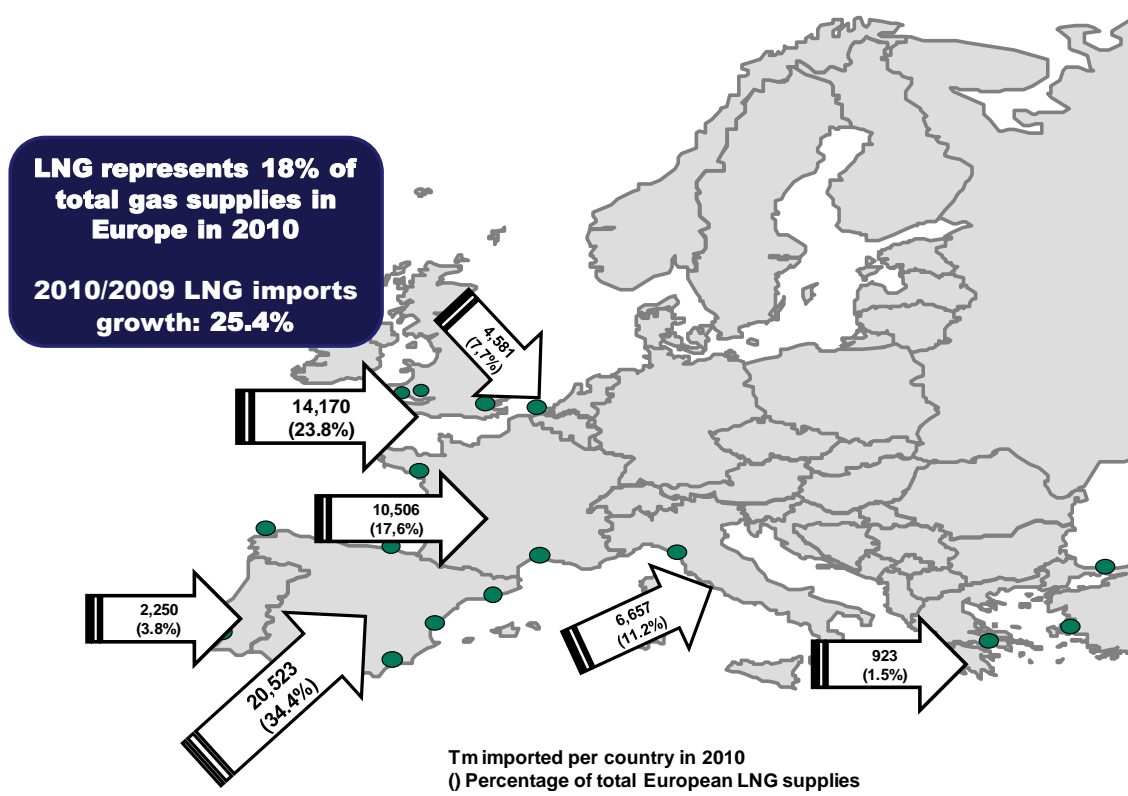 LNG represents 18% of
total gas supplies in
Europe in 2010
2010/2009 LNG imports
growth: 25.4%
4,581
(7,7%)
14,170
(23.8%)
10,506
(17,6%)
2,250
(3.8%)
20,523
(34.4%)
6,657
(11.2%)
923
(1.5%)
Tm imported per country in 2010
() Percentage of total European LNG supplies